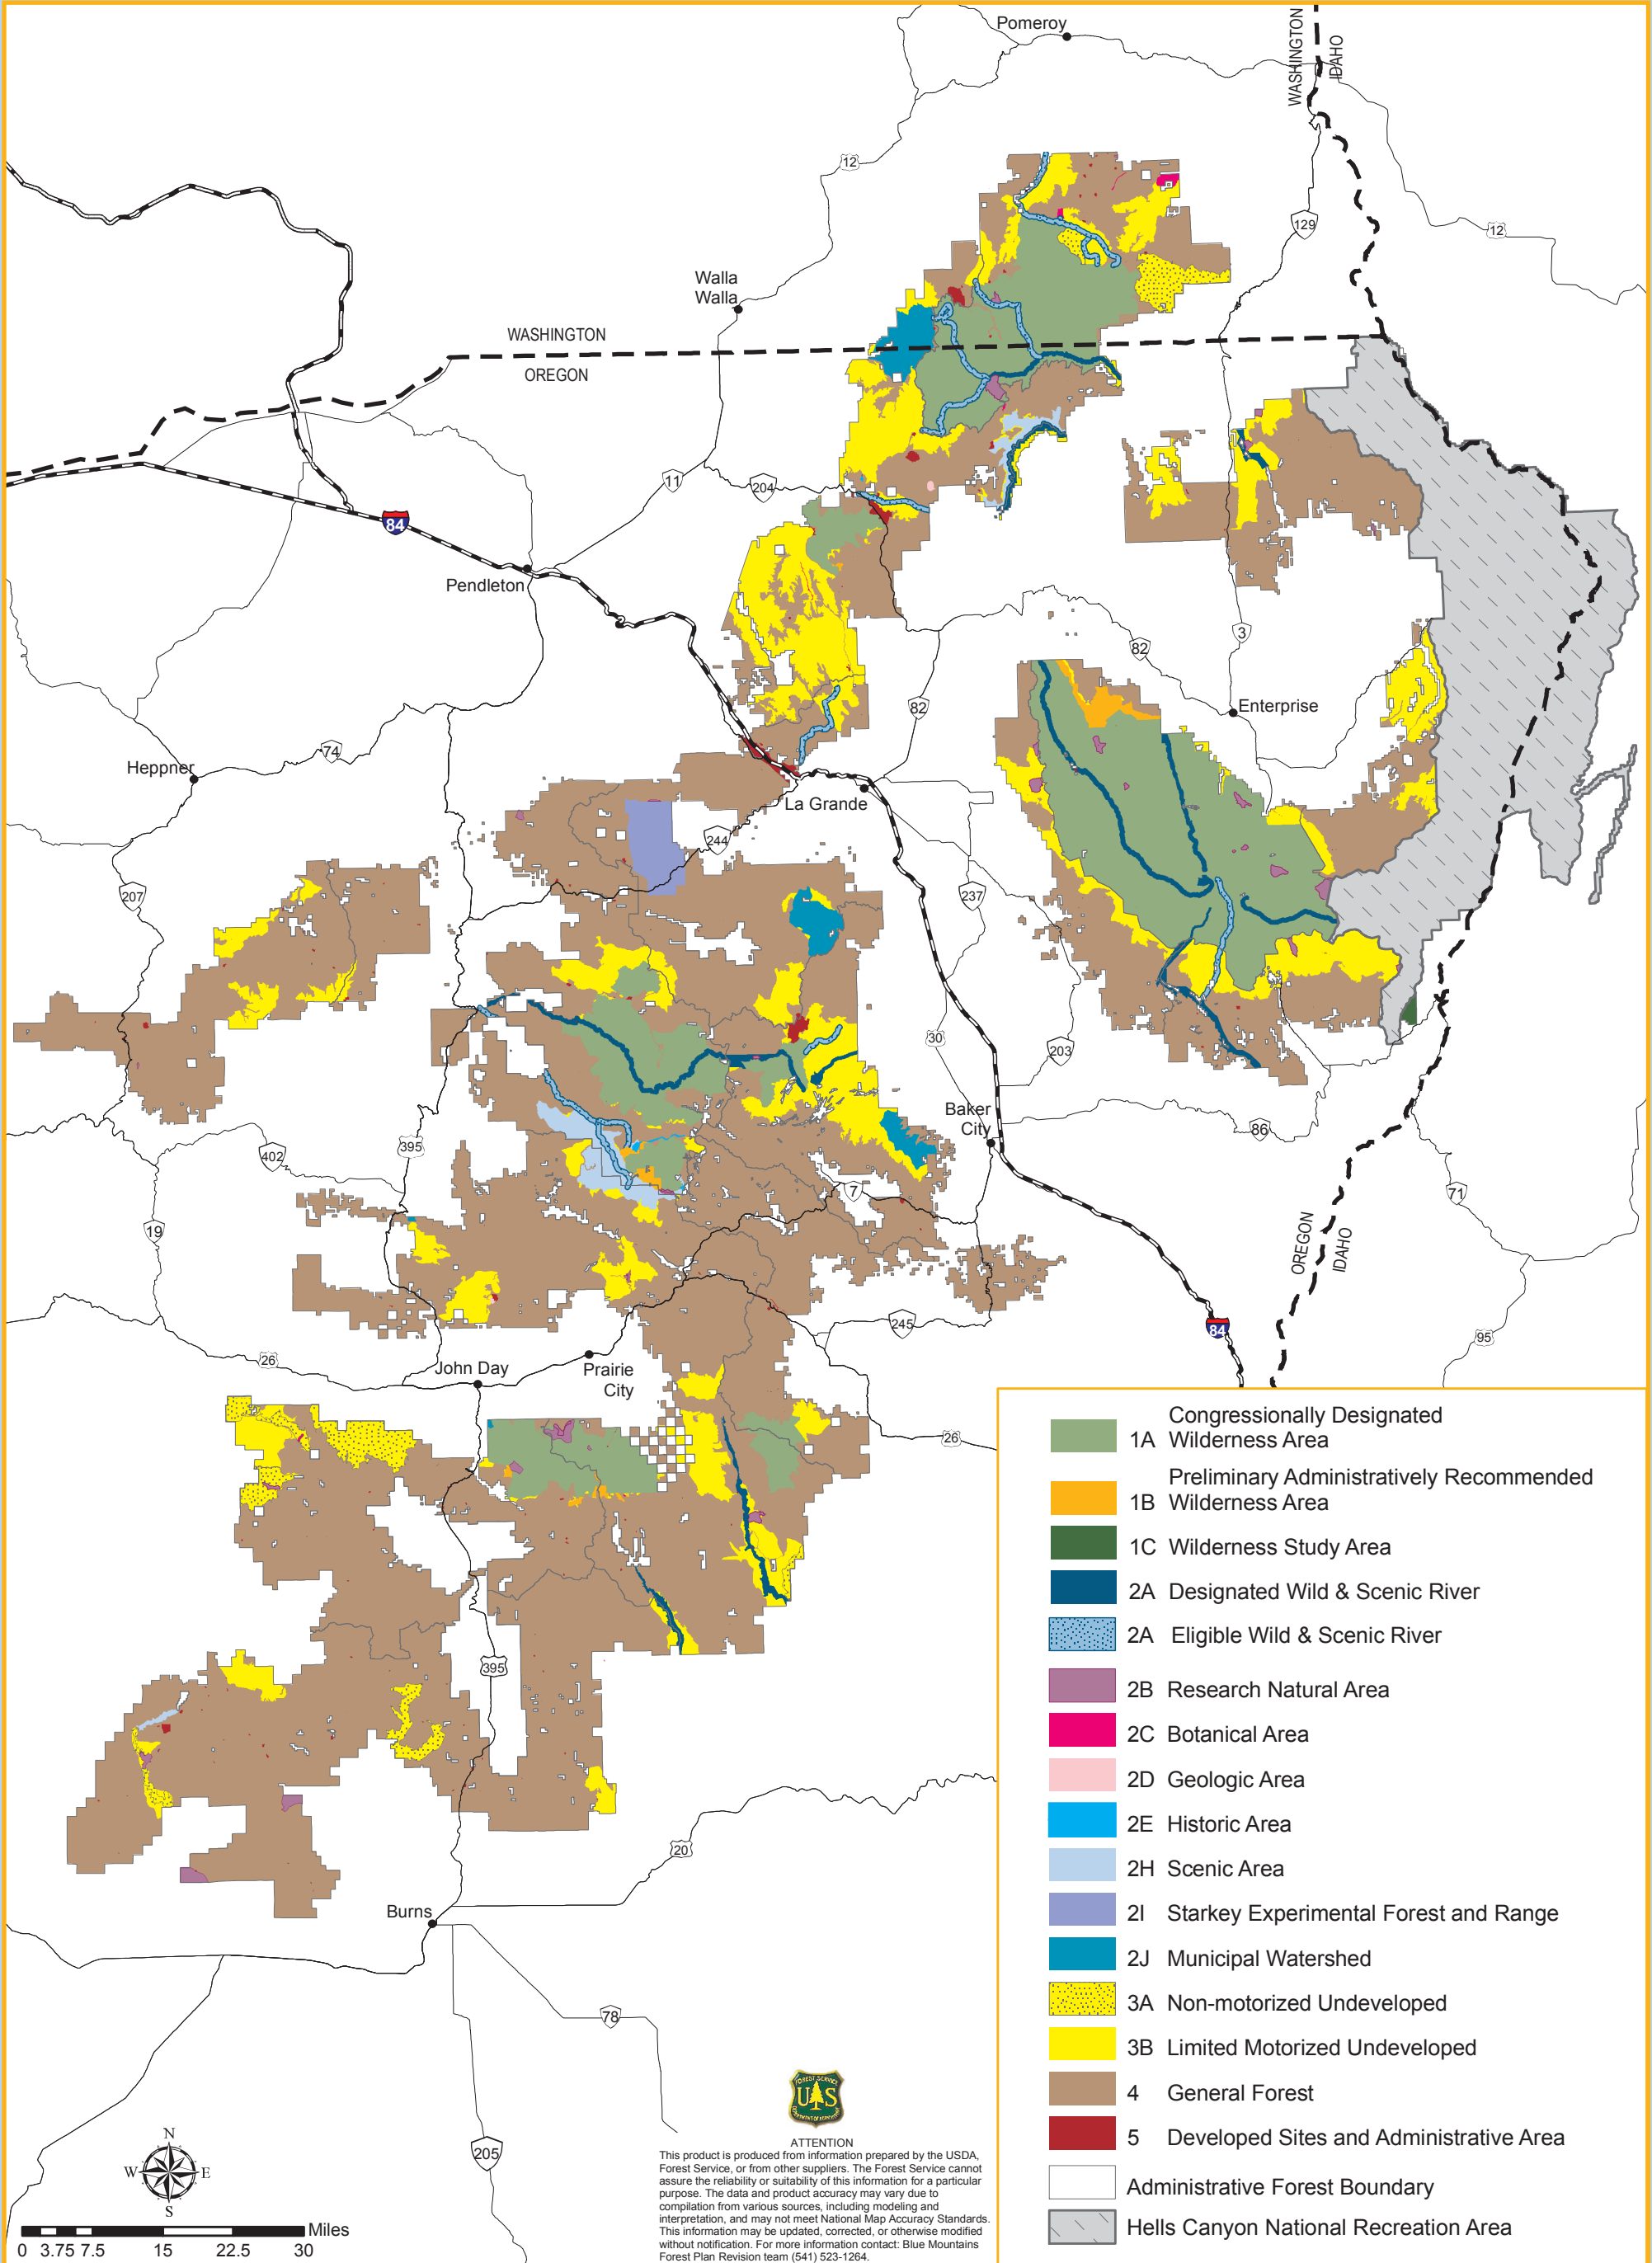 Pomeroy
WASHINGTON
IDAHO
12
129
12
Walla
Walla
WASHINGTON
OREGON
11
204
84
Pendleton
3
82
82
Enterprise
74
Heppner
La Grande
244
207
237
30
203
Baker
City
86
395
402
7
71
19
OREGON
IDAHO
245
84
95
26
John Day
Prairie
City
26
395
20
Burns
78
205
Congressionally Designated
1A Wilderness Area
Preliminary Administratively Recommended
1B Wilderness Area
1C Wilderness Study Area
2A Designated Wild & Scenic River
2A Eligible Wild & Scenic River
2B Research Natural Area
2C Botanical Area
2D Geologic Area
2E Historic Area
2H Scenic Area
2I Starkey Experimental Forest and Range
2J Municipal Watershed
3A Non-motorized Undeveloped
3B Limited Motorized Undeveloped
4 General Forest
5 Developed Sites and Administrative Area
Administrative Forest Boundary
Hells Canyon National Recreation Area
FOREST SERVICE
U S
DEPARTMENT OF AGRICULTURE
ATTENTION
This product is produced from information prepared by the USDA,
Forest Service, or from other suppliers. The Forest Service cannot
assure the reliability or suitability of this information for a particular
purpose. The data and product accuracy may vary due to
compilation from various sources, including modeling and
interpretation, and may not meet National Map Accuracy Standards.
This information may be updated, corrected, or otherwise modified
without notification. For more information contact: Blue Mountains
Forest Plan Revision team (541) 523-1264.
N
W E
S
Miles
0 3.75 7.5 15 22.5 30